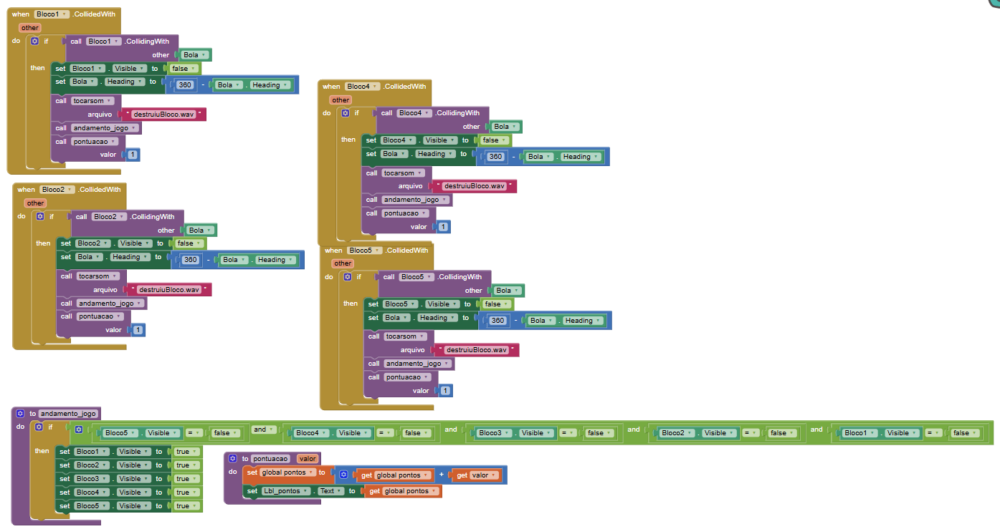 when Bloco1 .CollidedWith
other
do if call Bloco1 .CollidingWith
other Bola
then set Bloco1 . Visible to false
set Bola . Heading to 360 - Bola . Heading
call tocarsom
arquivo " destruiuBloco.wav "
call andamento_jogo
call pontuacao
valor 1
when Bloco2 .CollidedWith
other
do if call Bloco2 .CollidingWith
other Bola
then set Bloco2 . Visible to false
set Bola . Heading to 360 - Bola . Heading
call tocarsom
arquivo " destruiuBloco.wav "
call andamento_jogo
call pontuacao
valor 1
when Bloco4 .CollidedWith
other
do if call Bloco4 .CollidingWith
other Bola
then set Bloco4 . Visible to false
set Bola . Heading to 360 - Bola . Heading
call tocarsom
arquivo " destruiuBloco.wav "
call andamento_jogo
call pontuacao
valor 1
when Bloco5 .CollidedWith
other
do if call Bloco5 .CollidingWith
other Bola
then set Bloco5 . Visible to false
set Bola . Heading to 360 - Bola . Heading
call tocarsom
arquivo " destruiuBloco.wav "
call andamento_jogo
call pontuacao
valor 1
to andamento_jogo
do if Bloco5 . Visible = false and Bloco4 . Visible = false and Bloco3 . Visible = false and Bloco2 . Visible = false and Bloco1 . Visible = false
then set Bloco1 . Visible to true
set Bloco2 . Visible to true
set Bloco3 . Visible to true
set Bloco4 . Visible to true
set Bloco5 . Visible to true
to pontuacao valor
do set global pontos to get global pontos + get valor
set Lbl_pontos . Text to get global pontos